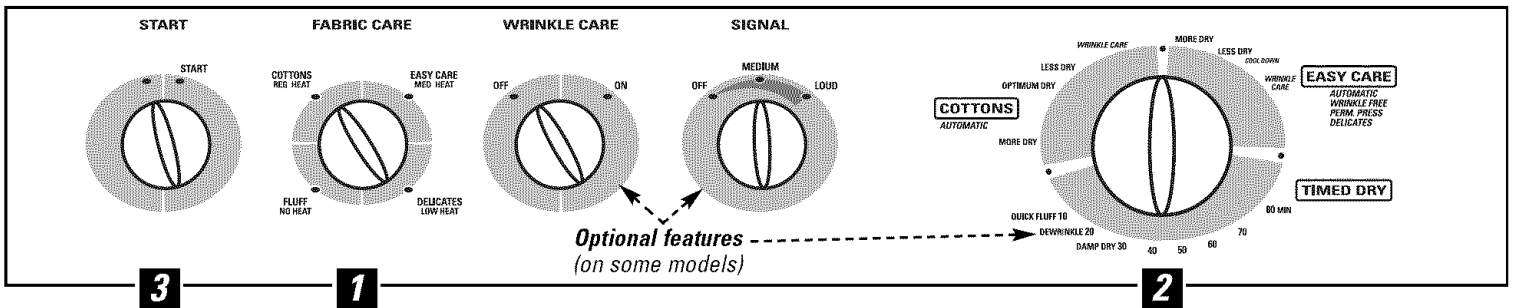 START
FABRIC CARE
WRINKLE CARE
SIGNAL
START
COTTONS
REG HEAT
EASY CARE
MED HEAT
FLUFF
NO HEAT
DELICATES
LOW HEAT
OFF
ON
OFF
MEDIUM
LOUD
WRINKLE CARE
LESS DRY
OPTIMUM DRY
COTTONS
AUTOMATIC
MORE DRY
MORE DRY
LESS DRY
COOL DOWN
WRINKLE
CARE
EASY CARE
AUTOMATIC
WRINKLE FREE
PERM. PRESS
DELICATES
TIMED DRY
80 MIN
70
60
50
40
DAMP DRY 30
DEWRINKLE 20
QUICK FLUFF 10
Optional features
(on some models)
3
1
2